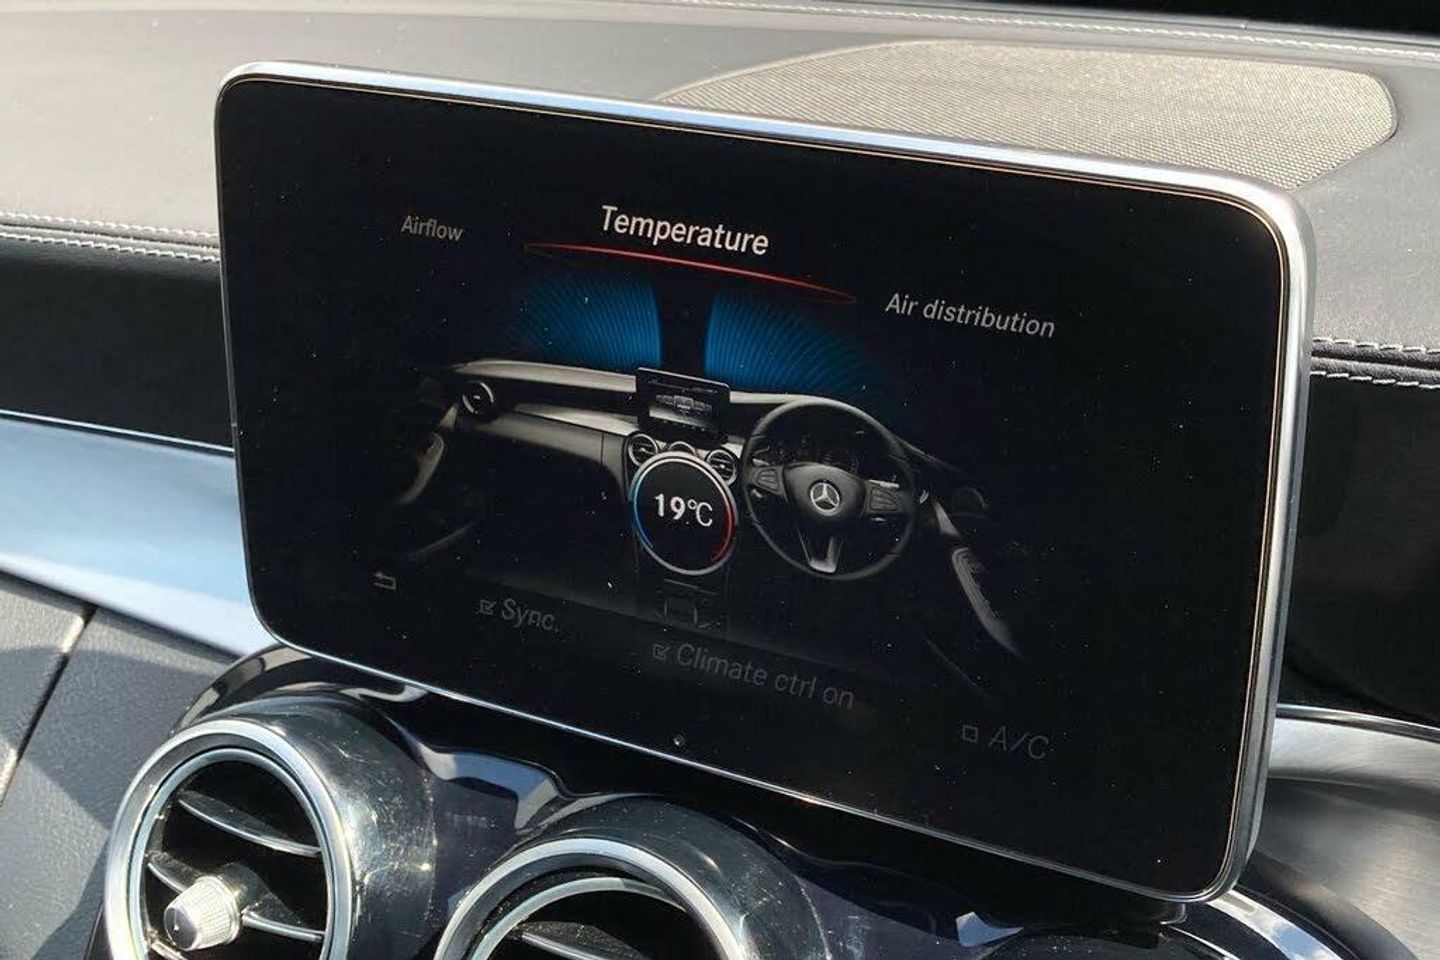 Airflow
Temperature
Air distribution
19°C
Sync.
Climate ctrl on
A/C